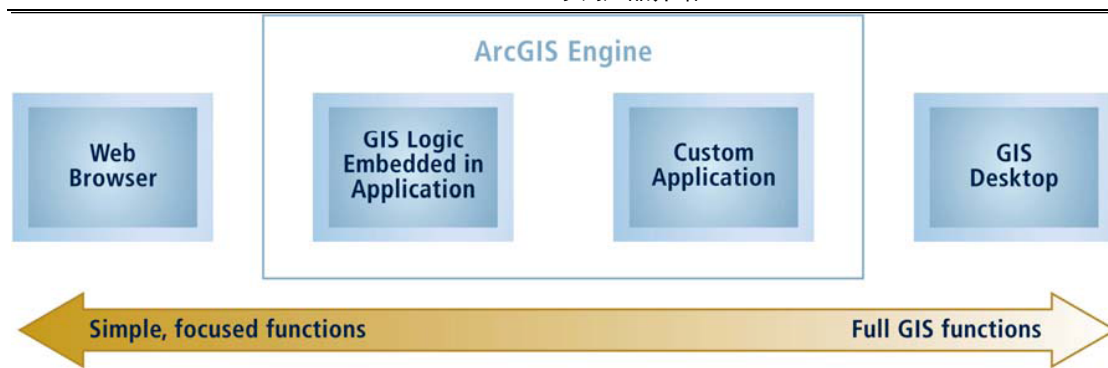 ArcGIS Engine
Web
Browser
GIS Logic
Embedded in
Application
Custom
Application
GIS
Desktop
Simple, focused functions
Full GIS functions